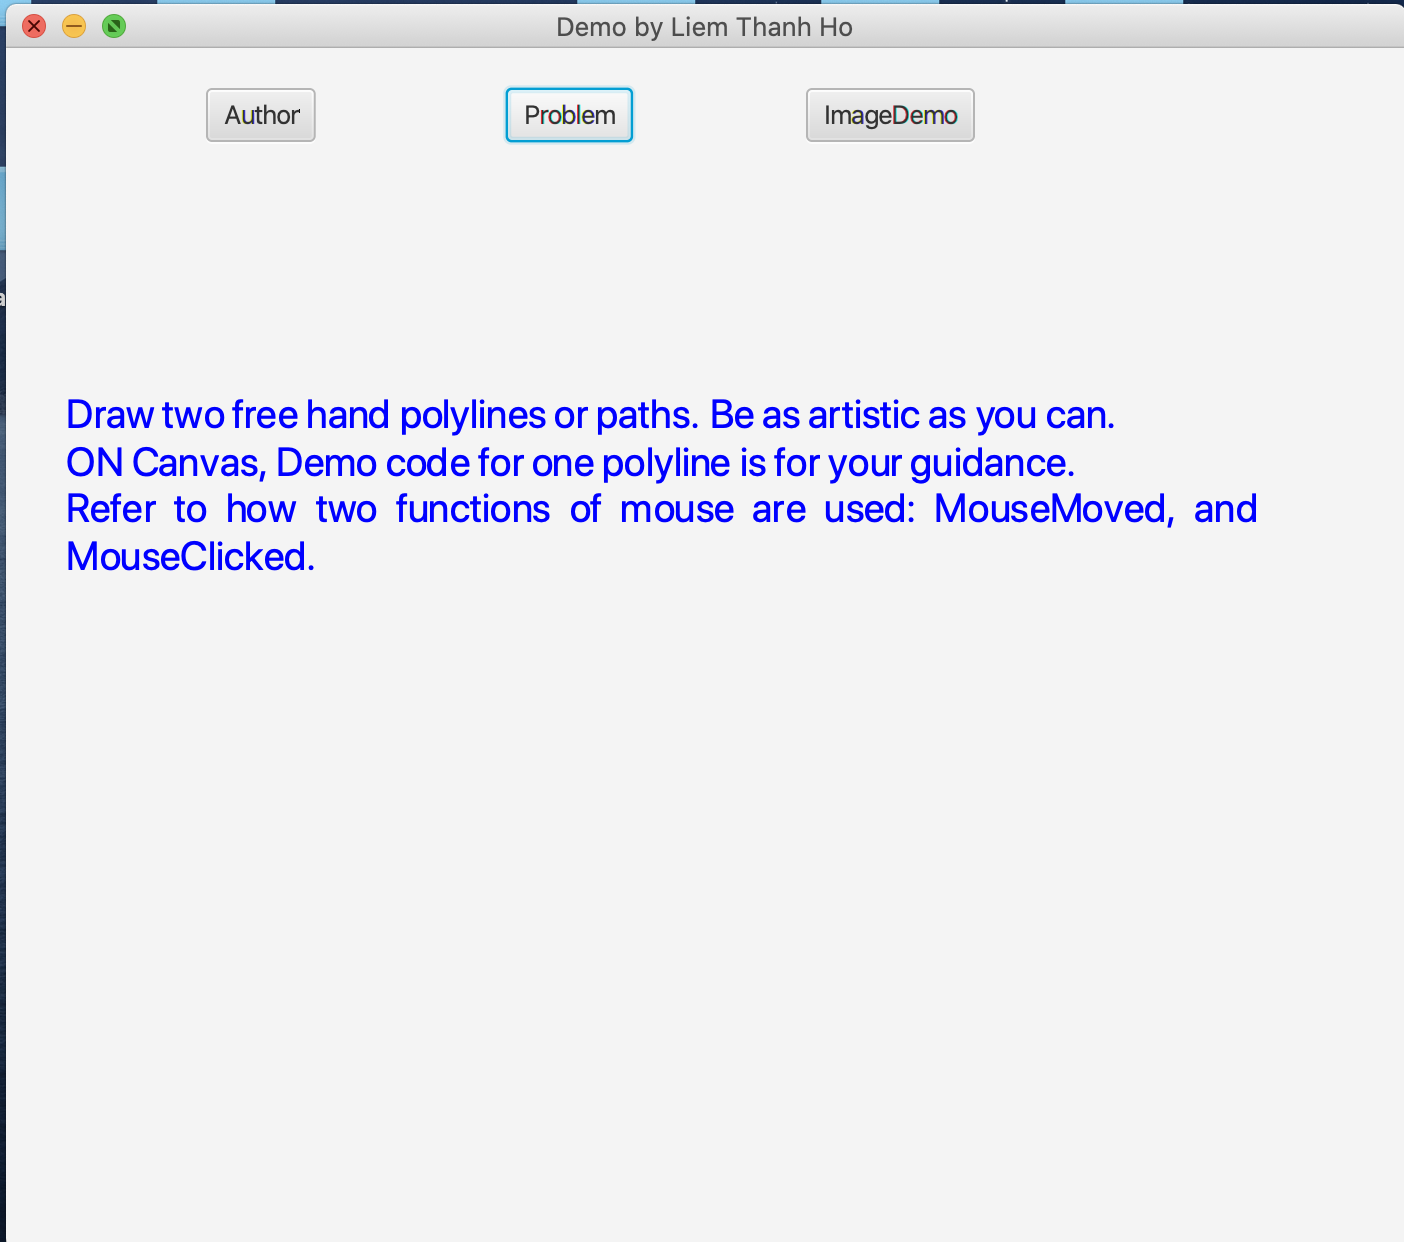 Demo by Liem Thanh Ho
Author Problem ImageDemo
Draw two free hand polylines or paths. Be as artistic as you can.
ON Canvas, Demo code for one polyline is for your guidance.
Refer to how two functions of mouse are used: MouseMoved, and
MouseClicked.